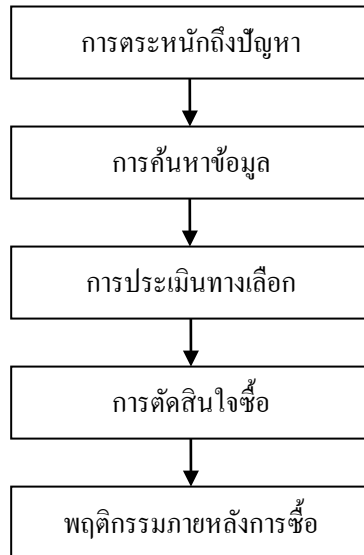 การตระหนักถึงปัญหา
การค้นหาข้อมูล
การประเมินทางเลือก
การตัดสินใจซื้อ
พฤติกรรมภายหลังการซื้อ